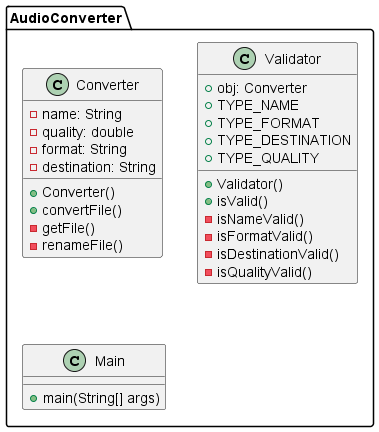 AudioConverter
C Converter
name: String
quality: double
format: String
destination: String
Converter()
convertFile()
getFile()
renameFile()
C Validator
obj: Converter
TYPE_NAME
TYPE_FORMAT
TYPE_DESTINATION
TYPE_QUALITY
Validator()
isValid()
isNameValid()
isFormatValid()
isDestinationValid()
isQualityValid()
C Main
main(String[] args)